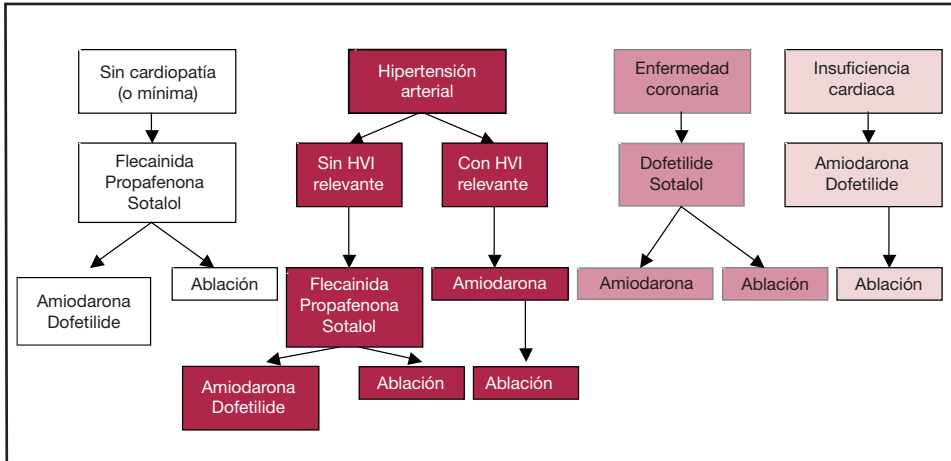 Sin cardiopatía
(o mínima)
Flecainida
Propafenona
Sotalol
Amiodarona
Dofetilide
Ablación
Hipertensión
arterial
Sin HVI
relevante
Con HVI
relevante
Flecainida
Propafenona
Sotalol
Amiodarona
Amiodarona
Dofetilide
Ablación
Ablación
Enfermedad
coronaria
Dofetilide
Sotalol
Amiodarona
Ablación
Insuficiencia
cardiaca
Amiodarona
Dofetilide
Ablación